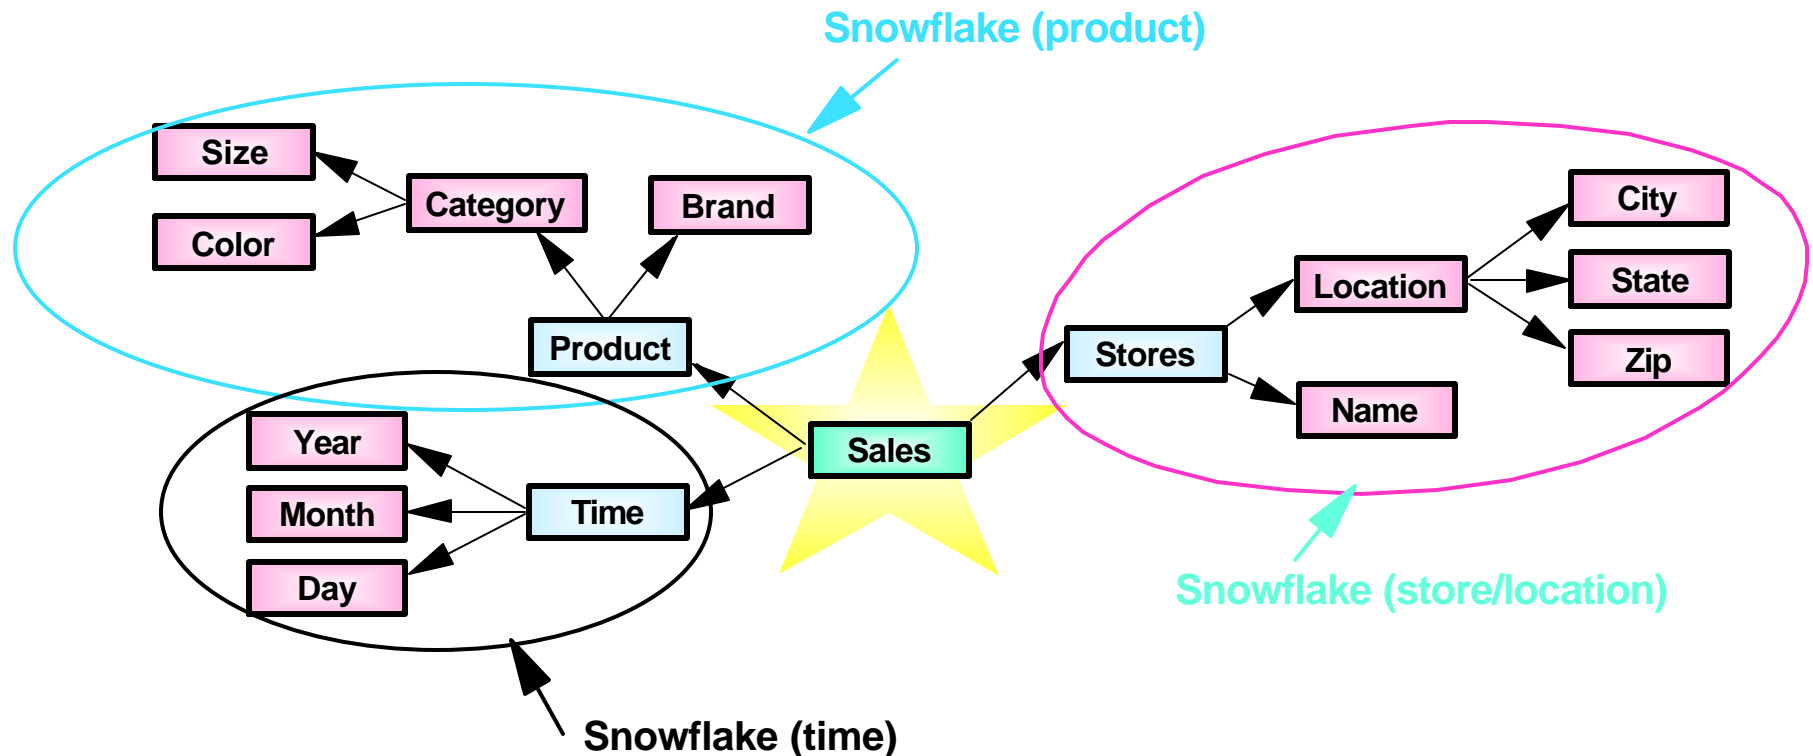 Snowflake (product)
Size
Category
Brand
Color
City
Location
State
Product
Stores
Zip
Name
Year
Sales
Month
Time
Day
Snowflake (store/location)
Snowflake (time)